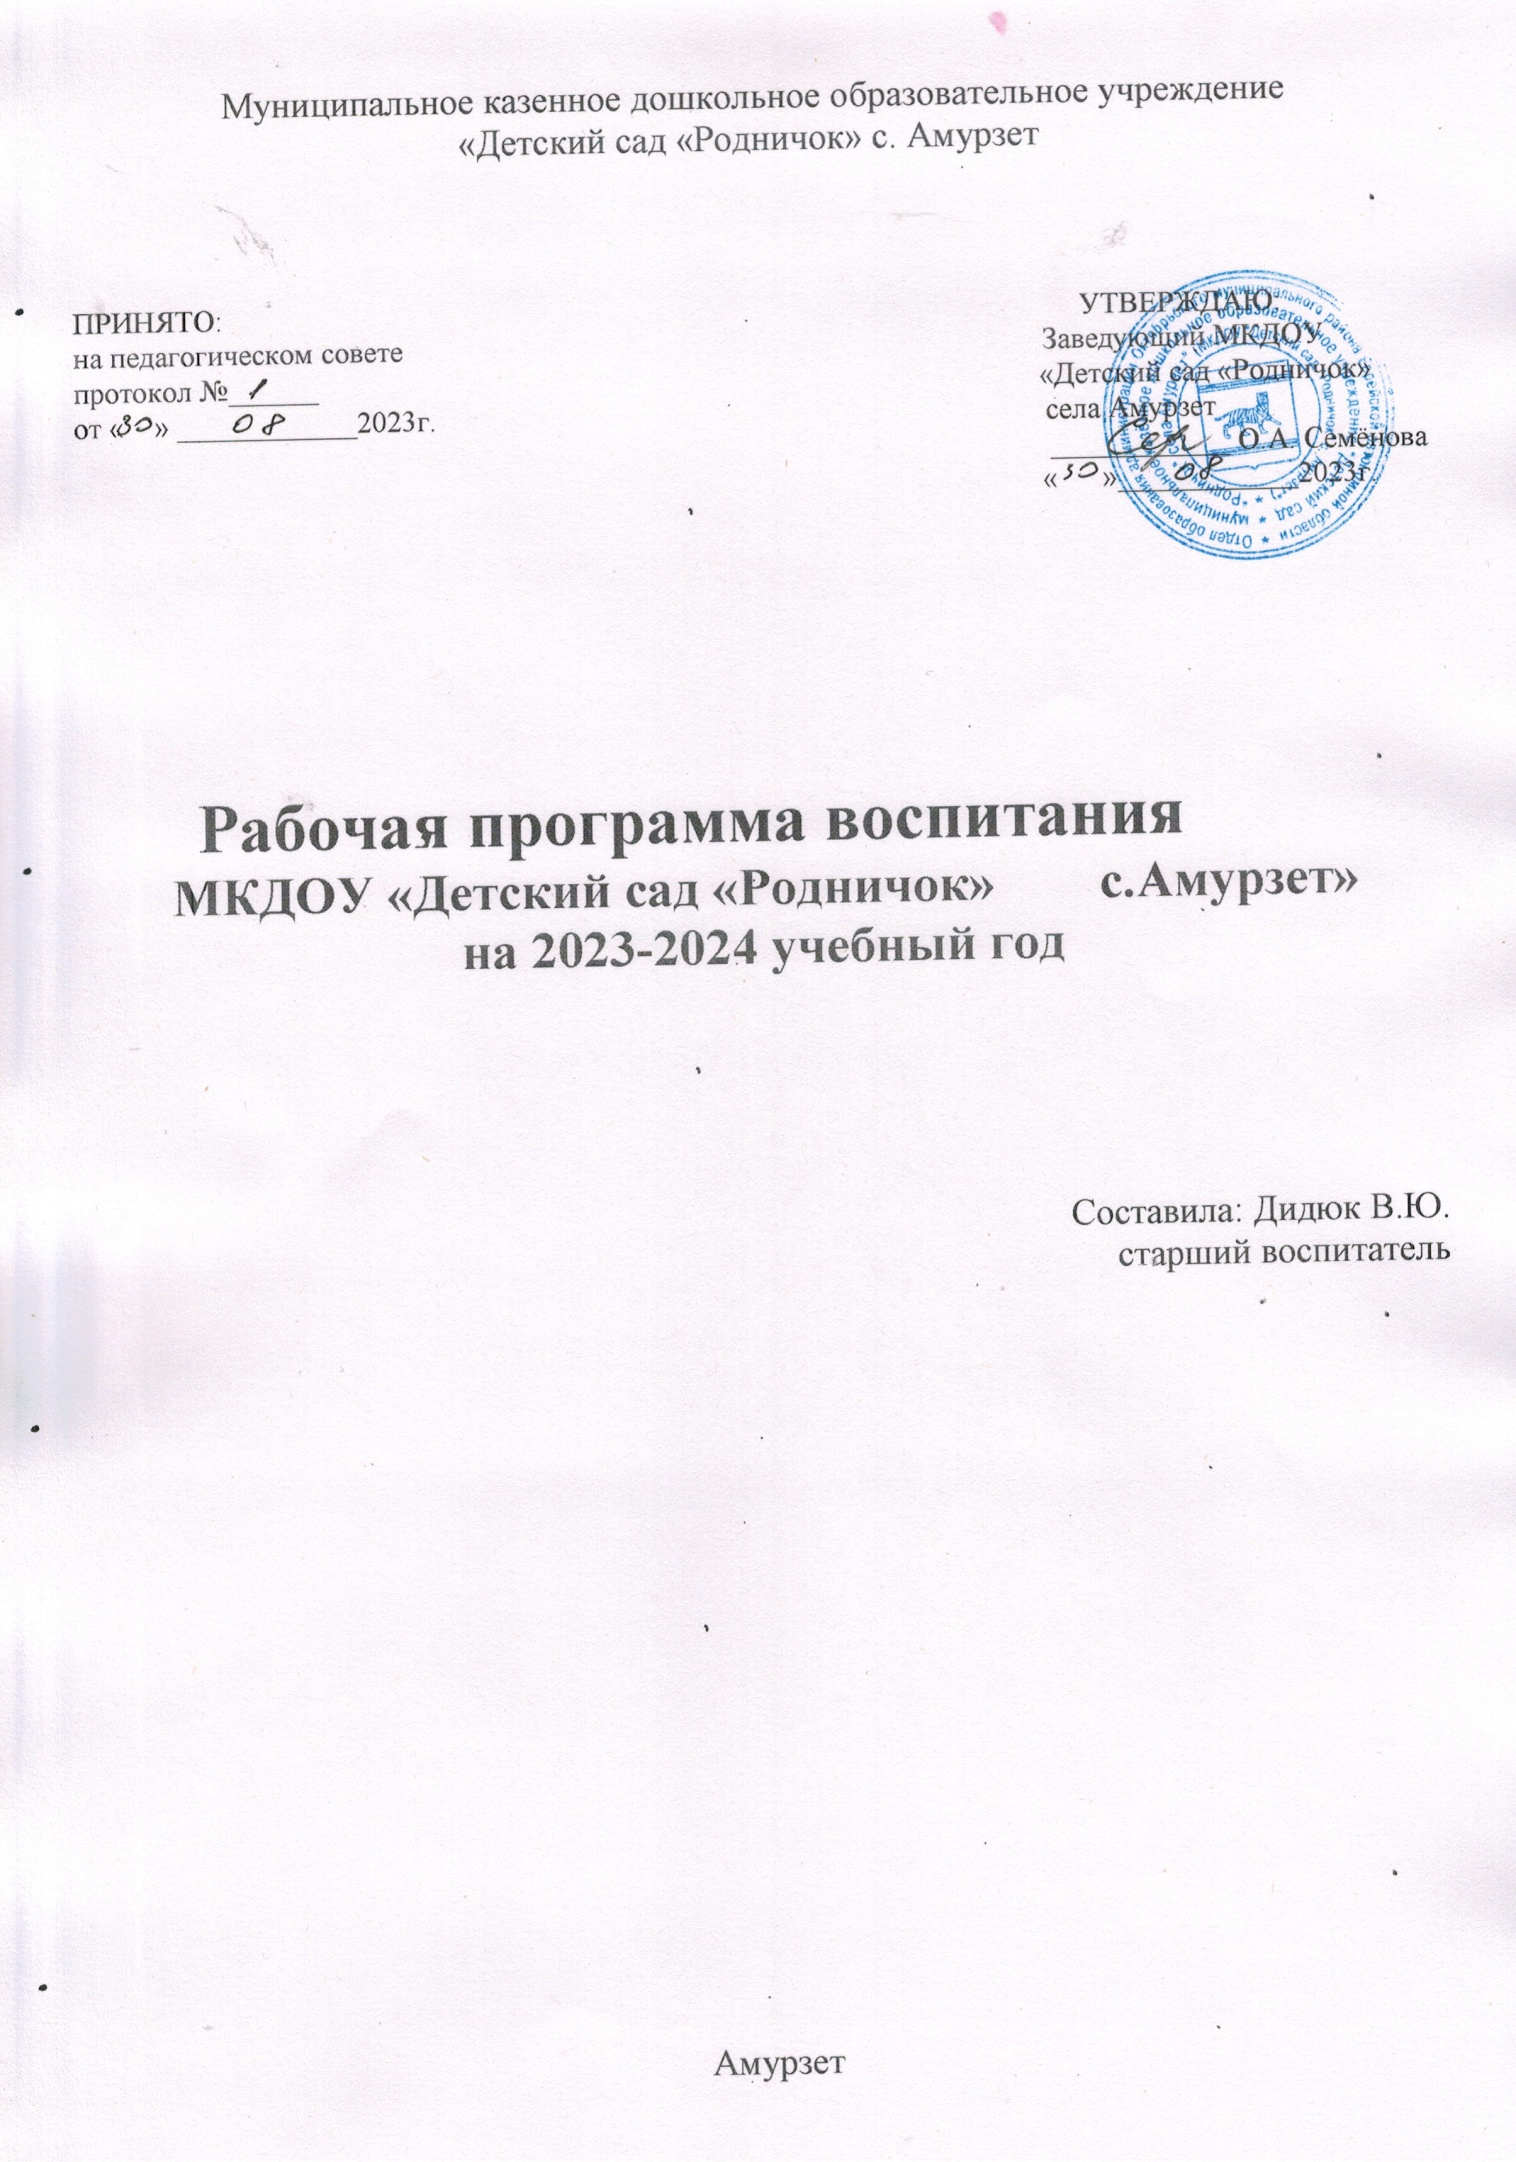 Муниципальное казенное дошкольное образовательное учреждение
«Детский сад «Родничок» с. Амурзет
ПРИНЯТО:
на педагогическом совете
протокол № 1
от «30» 08 2023г.
УТВЕРЖДАЮ:
Заведующий МКДОУ
«Детский сад «Родничок»
села Амурзет
О.А. Семёнова
«30» 08 2023г
Рабочая программа воспитания
МКДОУ «Детский сад «Родничок» с.Амурзет»
на 2023-2024 учебный год
Составила: Дидюк В.Ю.
старший воспитатель
Амурзет